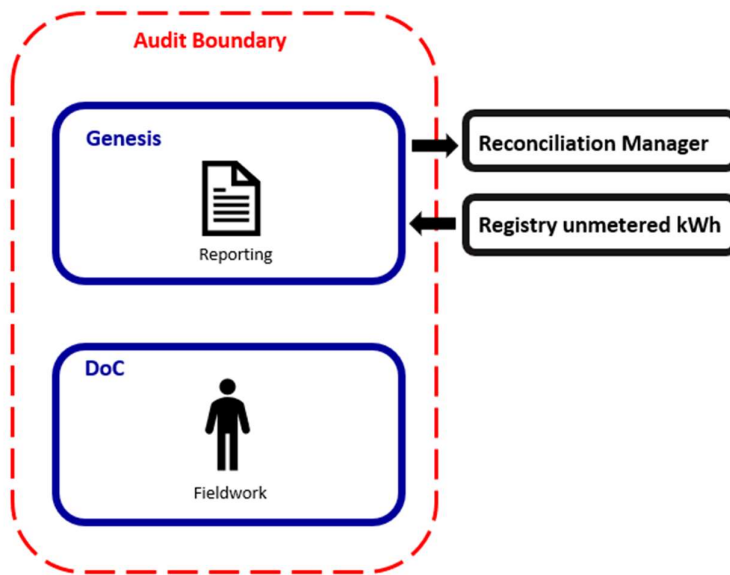 Audit Boundary
Genesis
Reporting
Reconciliation Manager
Registry unmetered kWh
DoC
Fieldwork